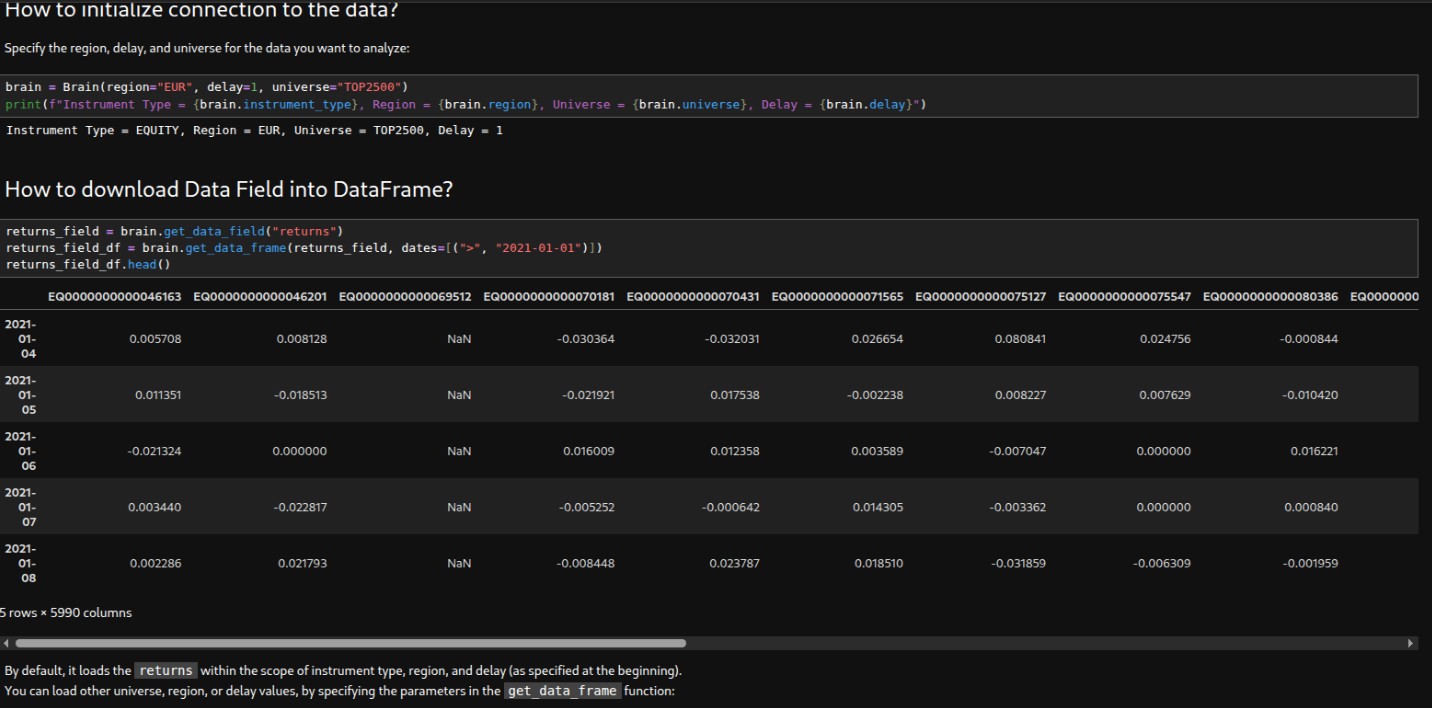 How to initialize connection to the data?
Specify the region, delay, and universe for the data you want to analyze:
brain = Brain(region="EUR", delay=1, universe="TOP2500")
print(f"Instrument Type = {brain.instrument_type}, Region = {brain.region}, Universe = {brain.universe}, Delay = {brain.delay}")
Instrument Type = EQUITY, Region = EUR, Universe = TOP2500, Delay = 1
How to download Data Field into DataFrame?
returns_field = brain.get_data_field("returns")
returns_field_df = brain.get_data_frame(returns_field, dates=[(">", "2021-01-01")])
returns_field_df.head()
EQ0000000000046163 EQ0000000000046201 EQ0000000000069512 EQ0000000000070181 EQ0000000000070431 EQ0000000000071565 EQ0000000000075127 EQ0000000000075547 EQ0000000000080386 EQ0000000
2021-
01-
04
0.005708 0.008128 NaN -0.030364 -0.032031 0.026654 0.080841 0.024756 -0.000844
2021-
01-
05
0.011351 -0.018513 NaN -0.021921 0.017538 -0.002238 0.008227 0.007629 -0.010420
2021-
01-
06
-0.021324 0.000000 NaN 0.016009 0.012358 0.003589 -0.007047 0.000000 0.016221
2021-
01-
07
0.003440 -0.022817 NaN -0.005252 -0.000642 0.014305 -0.003362 0.000000 0.000840
2021-
01-
08
0.002286 0.021793 NaN -0.008448 0.023787 0.018510 -0.031859 -0.006309 -0.001959
5 rows × 5990 columns
By default, it loads the returns within the scope of instrument type, region, and delay (as specified at the beginning).
You can load other universe, region, or delay values, by specifying the parameters in the get_data_frame function: